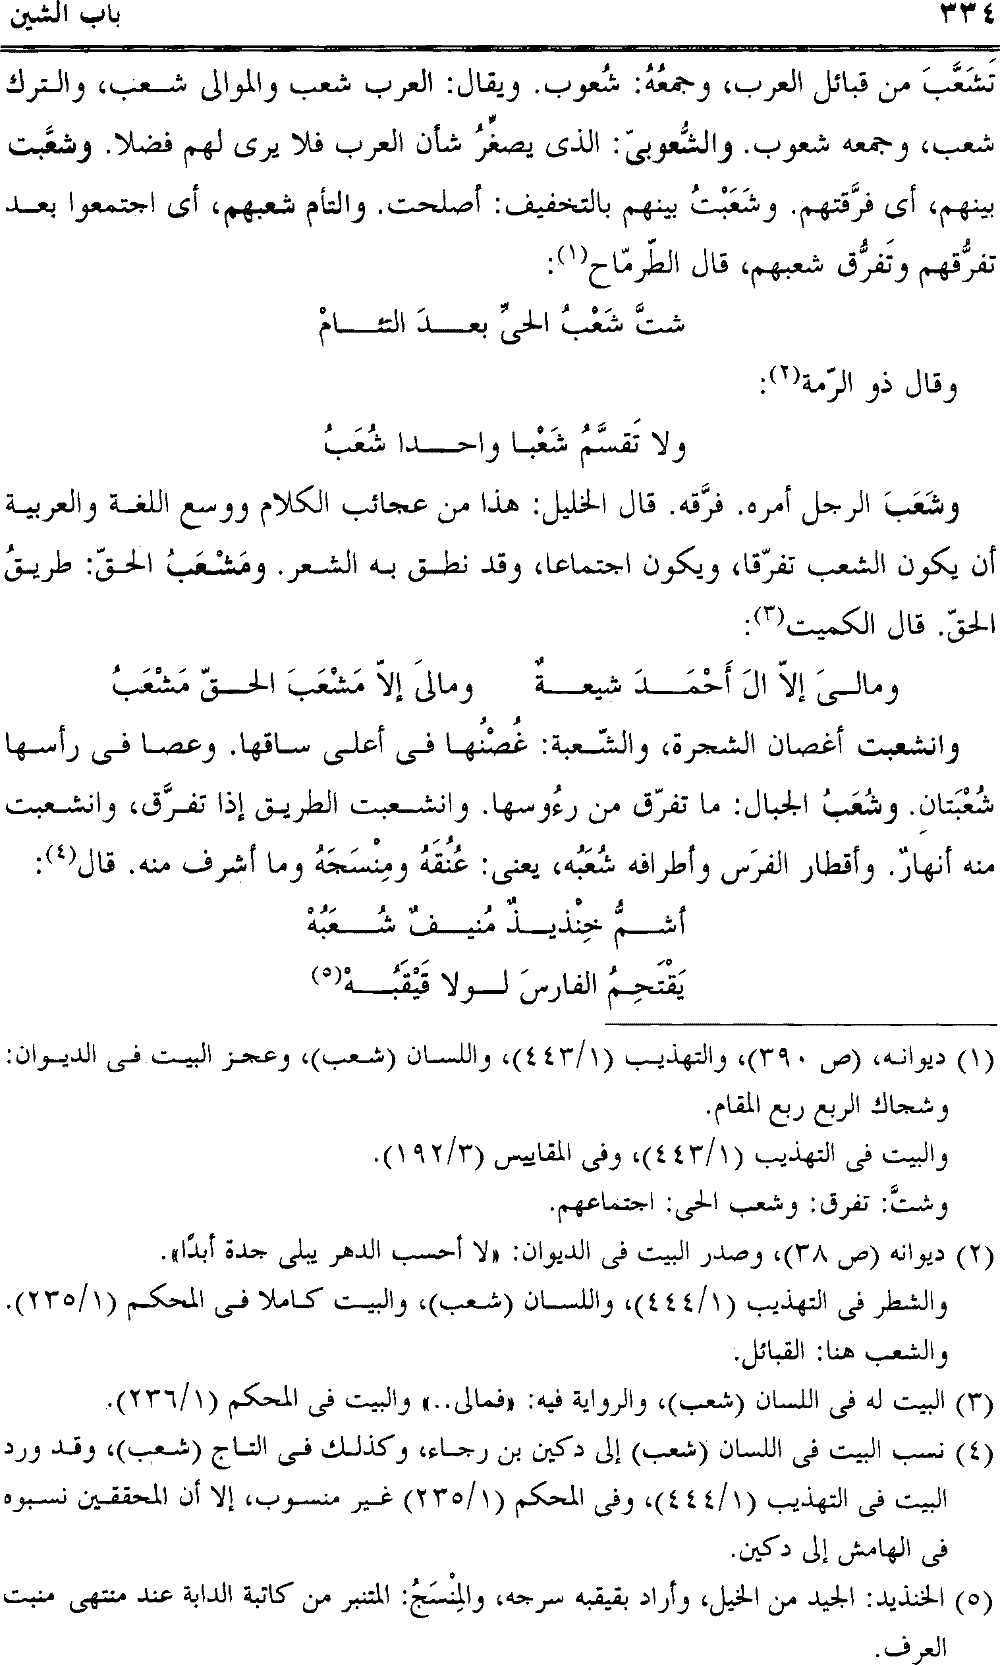 ٣٣٤ باب الشين
تَشَعَّبَ من قبائل العرب، وجمعُهُ: شُعوب. ويقال: العرب شعب والموالى شعب، والترك
شعب، وجمعه شعوب. والشُّعوبىّ: الذى يصغِّرُ شأن العرب فلا يرى لهم فضلا. وشعَّبت
بينهم، أى فرَّقتهم. وشَعَبْتُ بينهم بالتخفيف: أصلحت. والتأم شعبهم، أى اجتمعوا بعد
تفرُّقهم وتَفرُّق شعبهم، قال الطّرمّاح(١):
شتَّ شَعْبُ الحىِّ بعدَ التئامْ
وقال ذو الرّمة(٢):
ولا تَقسَّمُ شَعْبا واحدا شُعَبُ
وشَعَبَ الرجل أمره. فرَّقه. قال الخليل: هذا من عجائب الكلام ووسع اللغة والعربية
أن يكون الشعب تفرّقا، ويكون اجتماعا، وقد نطق به الشعر. ومَشْعَبُ الحقّ: طريقُ
الحقّ. قال الكميت(٣):
ومالىَ إلاّ الَ أَحْمَدَ شيعةٌ ومالىَ إلاّ مَشْعَبَ الحقّ مَشْعَبُ
وانشعبت أغصان الشجرة، والشّعبة: غُصْنُها فى أعلى ساقها. وعصا فى رأسها
شُعْبَتانِ. وشُعَبُ الجبال: ما تفرّق من رءُوسها. وانشعبت الطريق إذا تفرَّق، وانشعبت
منه أنهارٌ. وأقطار الفرَس وأطرافه شُعَبُه، يعنى: عُنُقَهُ ومِنْسَجَهُ وما أشرف منه. قال(٤):
أشمُّ خِنْذيذٌ مُنيفٌ شُعَبُهْ
يَقْتَحِمُ الفارسَ لولا قَيْقَبُهْ(٥)
(١) ديوانه، (ص ٣٩٠)، والتهذيب (٤٤٣/١)، واللسان (شعب)، وعجز البيت فى الديوان:
وشجاك الربع ربع المقام.
والبيت فى التهذيب (٤٤٣/١)، وفى المقاييس (١٩٢/٣).
وشتَّ: تفرق: وشعب الحى: اجتماعهم.
(٢) ديوانه (ص ٣٨)، وصدر البيت فى الديوان: «لا أحسب الدهر يبلى جدة أبدًا».
والشطر فى التهذيب (٤٤٤/١)، واللسان (شعب)، والبيت كاملا فى المحكم (٢٣٥/١).
والشعب هنا: القبائل.
(٣) البيت له فى اللسان (شعب)، والرواية فيه: «فمالى..» والبيت فى المحكم (٢٣٦/١).
(٤) نسب البيت فى اللسان (شعب) إلى دكين بن رجاء، وكذلك فى التاج (شعب)، وقد ورد
البيت فى التهذيب (٤٤٤/١)، وفى المحكم (٢٣٥/١) غير منسوب، إلا أن المحققين نسبوه
فى الهامش إلى دكين.
(٥) الخنذيد: الجيد من الخيل، وأراد بقيقبه سرجه، والمِنْسَجُ: المتنبر من كاثبة الدابة عند منتهى منبت
العرف.